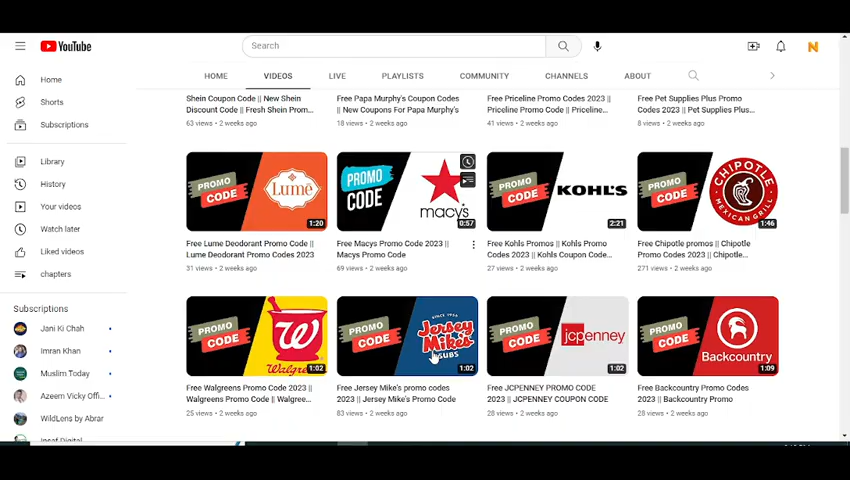 YouTube
Search
N
HOME VIDEOS LIVE PLAYLISTS COMMUNITY CHANNELS ABOUT
Home
Shorts
Subscriptions
Library
History
Your videos
Watch later
Liked videos
chapters
Subscriptions
Jani Ki Chah
Imran Khan
Muslim Today
Azeem Vicky Offi...
WildLens by Abrar
Insaf Digital
Shein Coupon Code || New Shein
Discount Code || Fresh Shein Prom...
63 views • 2 weeks ago
Free Papa Murphy's Coupon Codes
|| New Coupons For Papa Murphy's
18 views • 2 weeks ago
Free Priceline Promo Codes 2023 ||
Priceline Promo Code || Priceline...
41 views • 2 weeks ago
Free Pet Supplies Plus Promo
Codes 2023 || Pet Supplies Plus...
8 views • 2 weeks ago
PROMO
CODE
Lumē
1:20
Free Lume Deodorant Promo Code ||
Lume Deodorant Promo Codes 2023
31 views • 2 weeks ago
PROMO
CODE
macy's
0:57
Free Macys Promo Code 2023 ||
Macys Promo Code
69 views • 2 weeks ago
PROMO
CODE
KOHL'S
2:21
Free Kohls Promos || Kohls Promo
Codes 2023 || Kohls Coupon Code...
27 views • 2 weeks ago
PROMO
CODE
CHIPOTLE
MEXICAN GRILL
1:46
Free Chipotle promos || Chipotle
Promo Codes 2023 || Chipotle...
271 views • 2 weeks ago
PROMO
CODE
W
Walgre
1:02
Free Walgreens Promo Code 2023 ||
Walgreens Promo Code || Walgree...
25 views • 2 weeks ago
PROMO
CODE
SINCE 1956
Jersey
Mike's
SUBS
1:02
Free Jersey Mike's promo codes
2023 || Jersey Mike's Promo Code
83 views • 2 weeks ago
PROMO
CODE
jcpenney
1:02
Free JCPENNEY PROMO CODE
2023 || JCPENNEY COUPON CODE
28 views • 2 weeks ago
PROMO
CODE
Backcountry
1:09
Free Backcountry Promo Codes
2023 || Backcountry Promo
28 views • 2 weeks ago